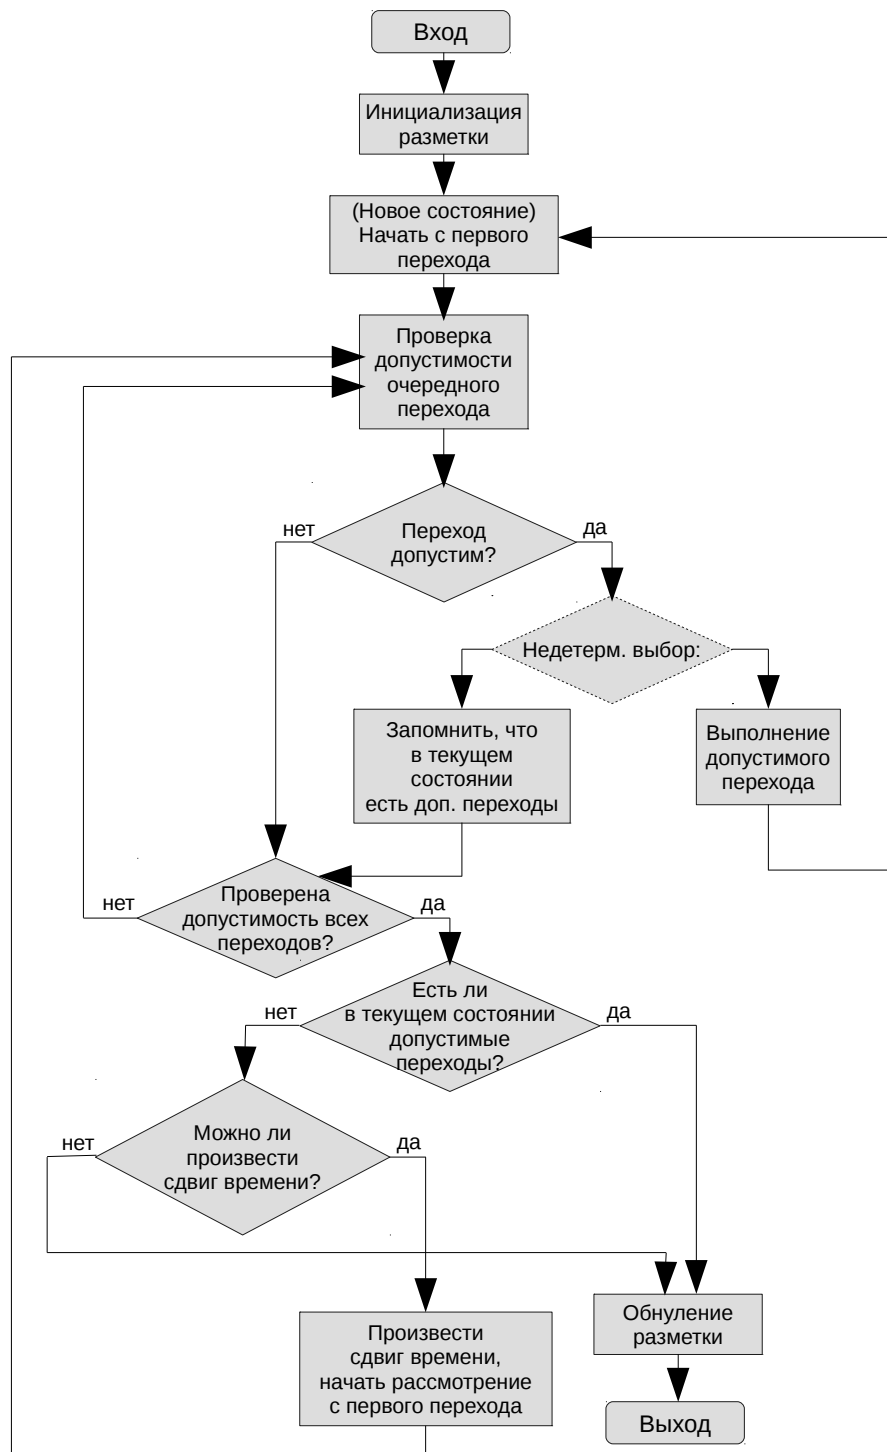 Вход
Инициализация
разметки
(Новое состояние)
Начать с первого
перехода
Проверка
допустимости
очередного
перехода
нет
Переход
допустим?
да
Недетерм. выбор:
Запомнить, что
в текущем
состоянии
есть доп. переходы
Выполнение
допустимого
перехода
нет
Проверена
допустимость всех
переходов?
да
нет
Есть ли
в текущем состоянии
допустимые
переходы?
да
нет
Можно ли
произвести
сдвиг времени?
да
Произвести
сдвиг времени,
начать рассмотрение
с первого перехода
Обнуление
разметки
Выход